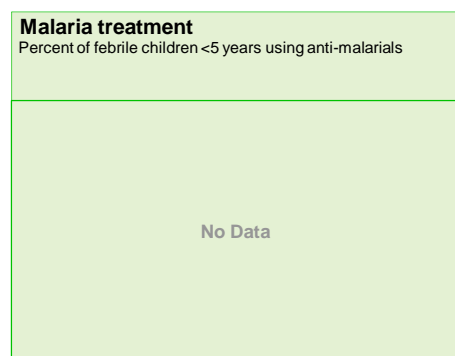 Malaria treatment
Percent of febrile children <5 years using anti-malarials
No Data